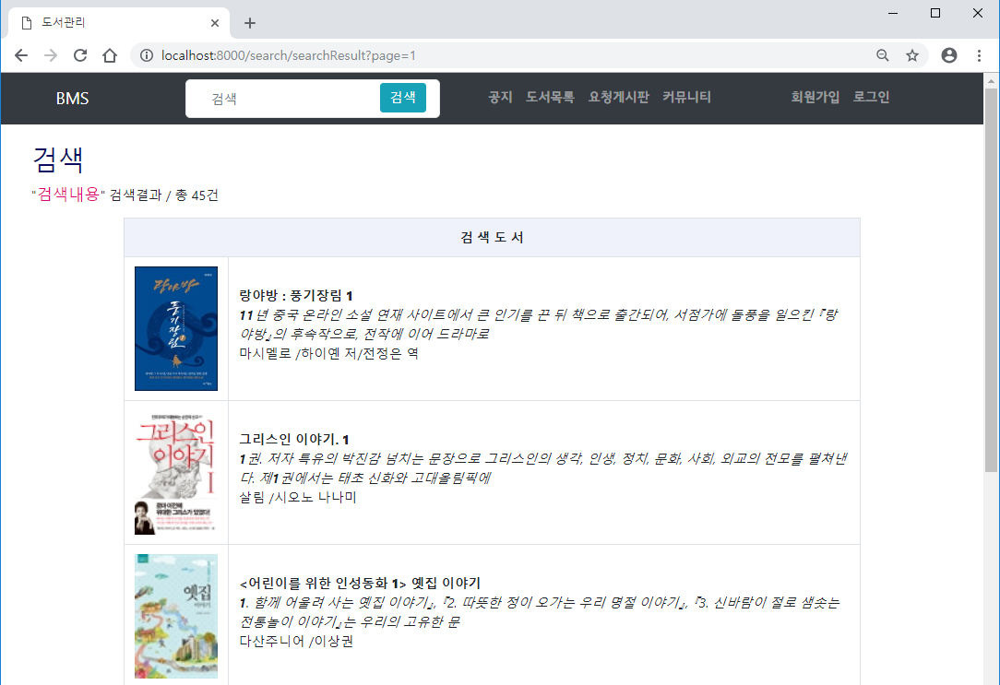 도서관리
localhost:8000/search/searchResult?page=1
BMS 검색 검색 공지 도서목록 요청게시판 커뮤니티 회원가입 로그인
검색
"검색내용" 검색결과 / 총 45건
검 색 도 서
랑야방
풍기장림
랑야방 : 풍기장림 1
11년 중국 온라인 소설 연재 사이트에서 큰 인기를 끈 뒤 책으로 출간되어, 서점가에 돌풍을 일으킨 『랑
야방』의 후속작으로, 전작에 이어 드라마로
마시멜로 /하이옌 저/전정은 역
그리스인
이야기
I
그리스인 이야기. 1
1권. 저자 특유의 박진감 넘치는 문장으로 그리스인의 생각, 인생, 정치, 문화, 사회, 외교의 전모를 펼쳐낸
다. 제1권에서는 태초 신화와 고대올림픽에
살림 /시오노 나나미
옛집
이야기
<어린이를 위한 인성동화 1> 옛집 이야기
1. 함께 어울려 사는 옛집 이야기』, 『2. 따뜻한 정이 오가는 우리 명절 이야기』, 『3. 신바람이 절로 샘솟는
전통놀이 이야기』는 우리의 고유한 문
다산주니어 /이상권